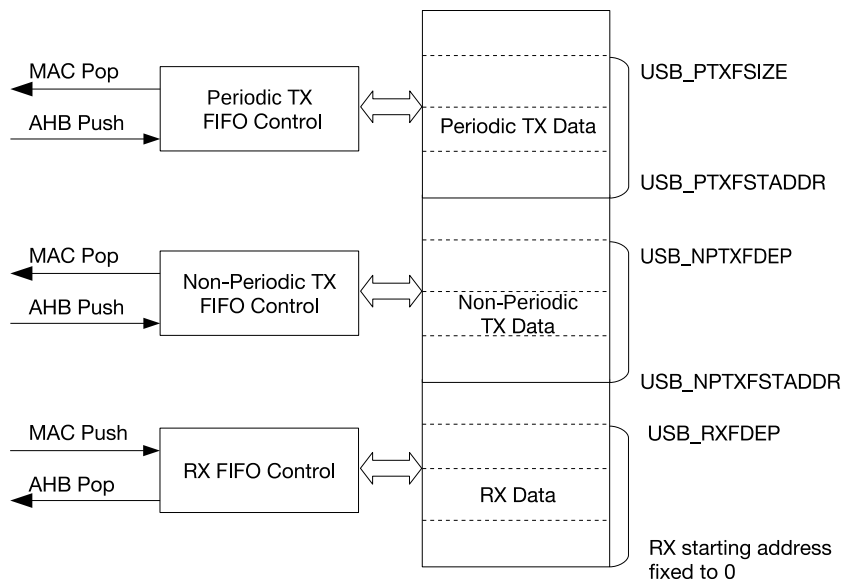 MAC Pop
AHB Push
Periodic TX
FIFO Control
Periodic TX Data
USB_PTXFSIZE
USB_PTXFSTADDR
MAC Pop
AHB Push
Non-Periodic TX
FIFO Control
Non-Periodic
TX Data
USB_NPTXFDEP
USB_NPTXFSTADDR
MAC Push
AHB Pop
RX FIFO Control
RX Data
USB_RXFDEP
RX starting address
fixed to 0